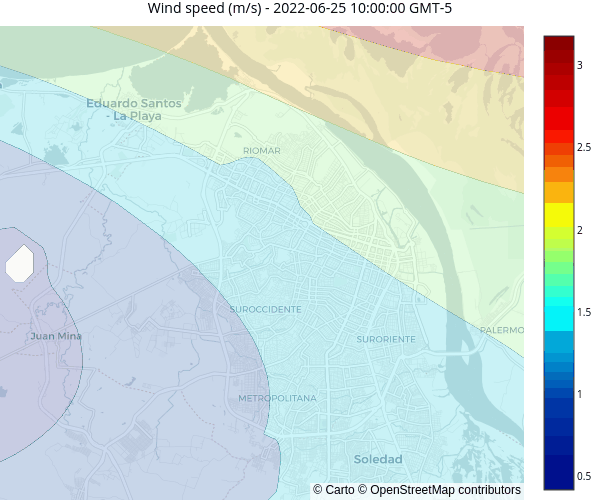 Wind speed (m/s) - 2022-06-25 10:00:00 GMT-5
Eduardo Santos
- La Playa
RIOMAR
SUROCCIDENTE
Juan Mina
SURORIENTE
PALERMO
METROPOLITANA
Soledad
© Carto © OpenStreetMap contributors
3
2.5
2
1.5
1
0.5